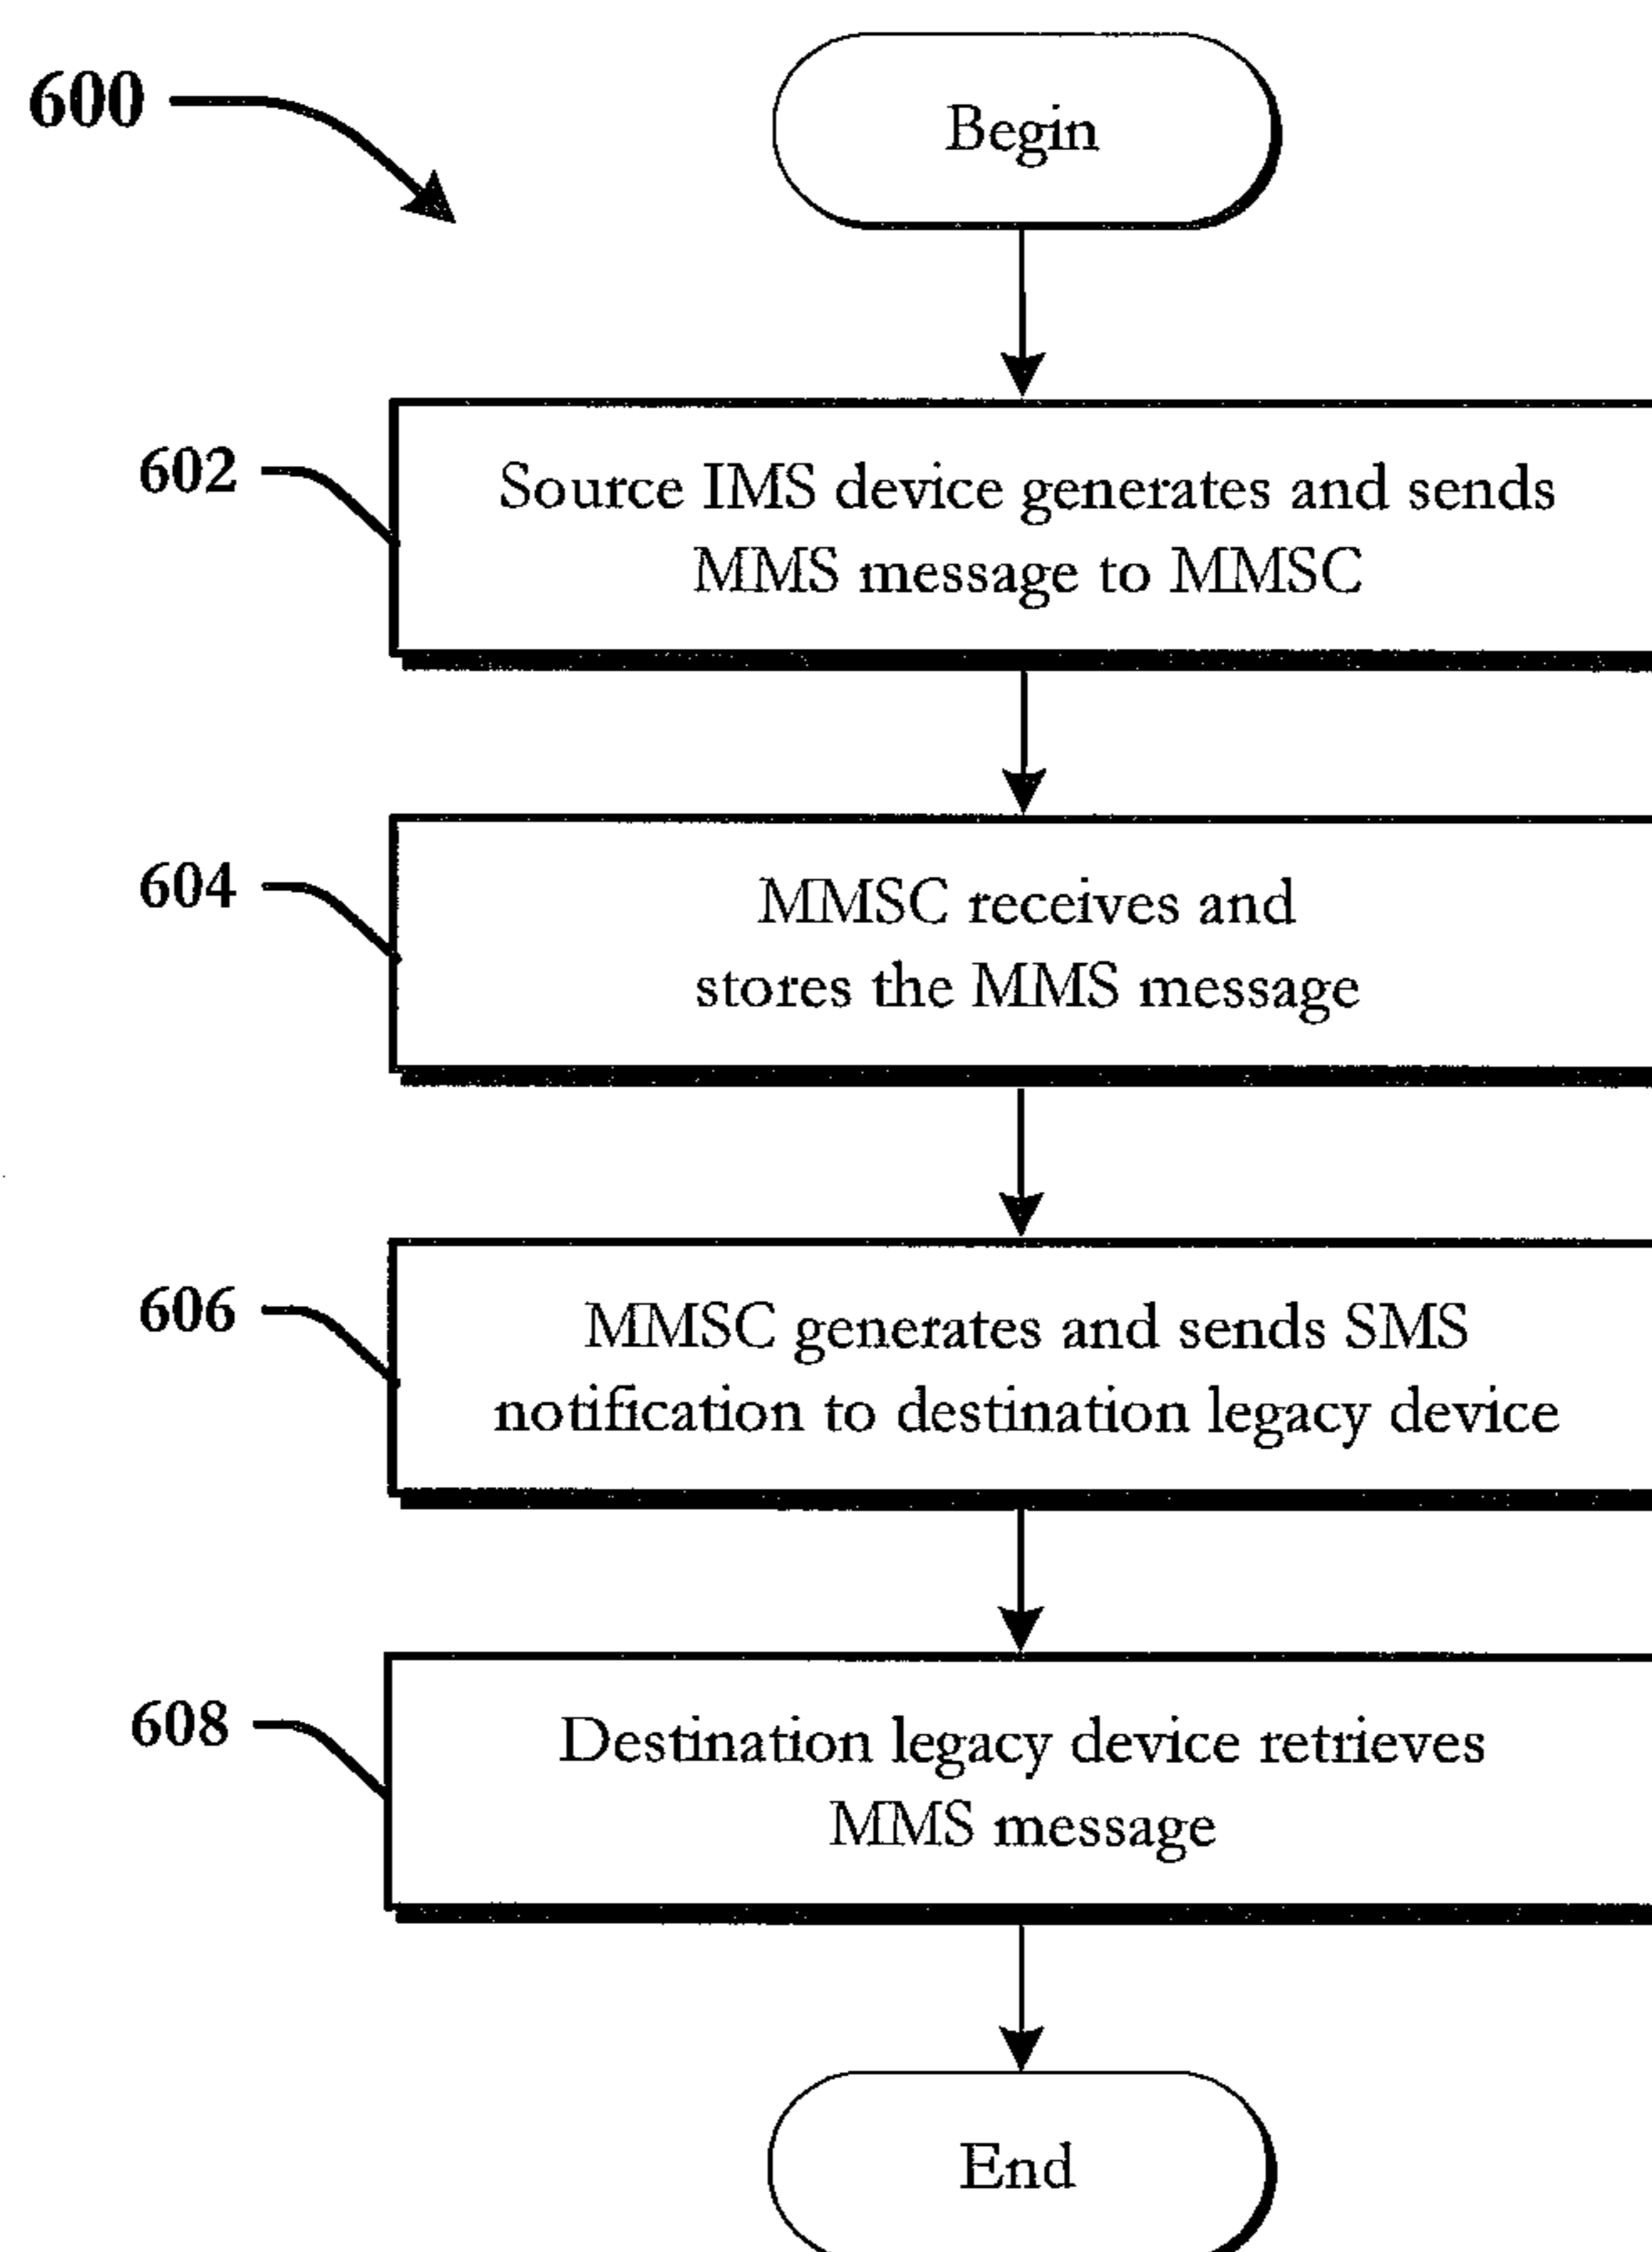 600
Begin
602
Source IMS device generates and sends
MMS message to MMSC
604
MMSC receives and
stores the MMS message
606
MMSC generates and sends SMS
notification to destination legacy device
608
Destination legacy device retrieves
MMS message
End